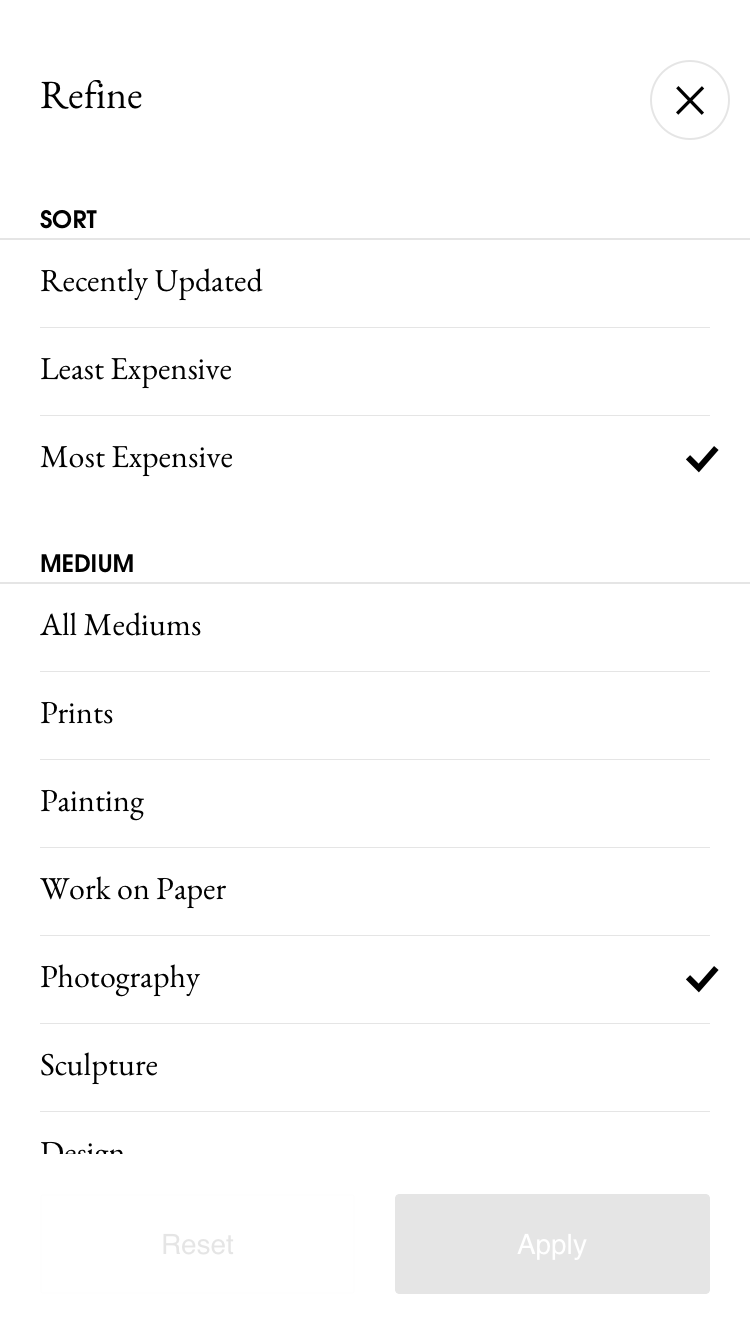 Refine
SORT
Recently Updated
Least Expensive
Most Expensive
MEDIUM
All Mediums
Prints
Painting
Work on Paper
Photography
Sculpture
Design
Reset
Apply